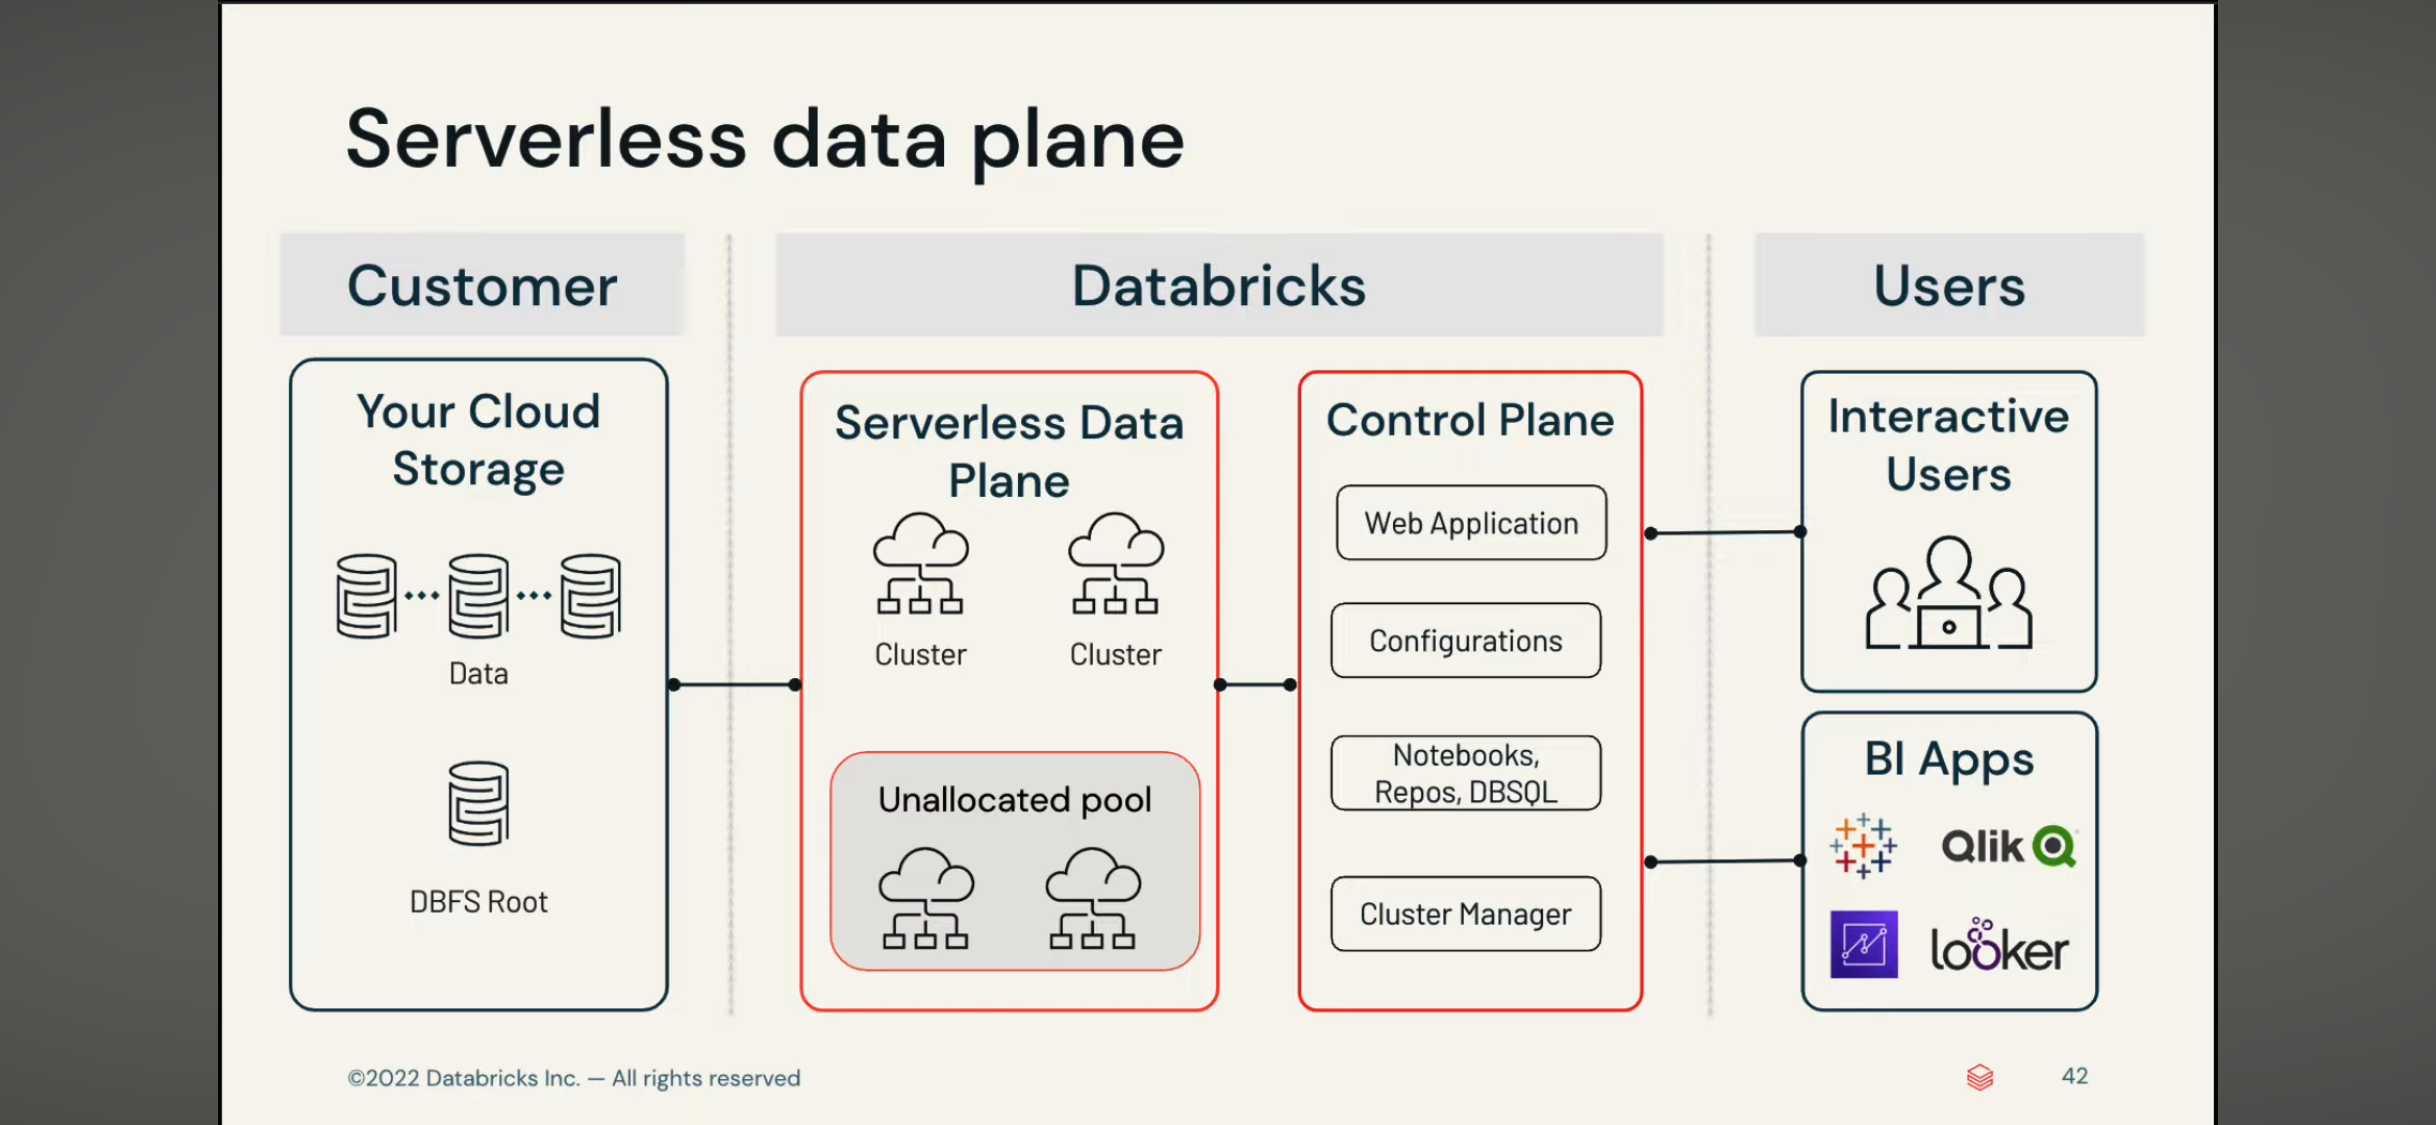 Serverless data plane
Customer
Databricks
Users
Your Cloud
Storage
Data
DBFS Root
Serverless Data
Plane
Cluster
Cluster
Unallocated pool
Control Plane
Web Application
Configurations
Notebooks,
Repos, DBSQL
Cluster Manager
Interactive
Users
BI Apps
Qlik
looker
©2022 Databricks Inc. — All rights reserved
42